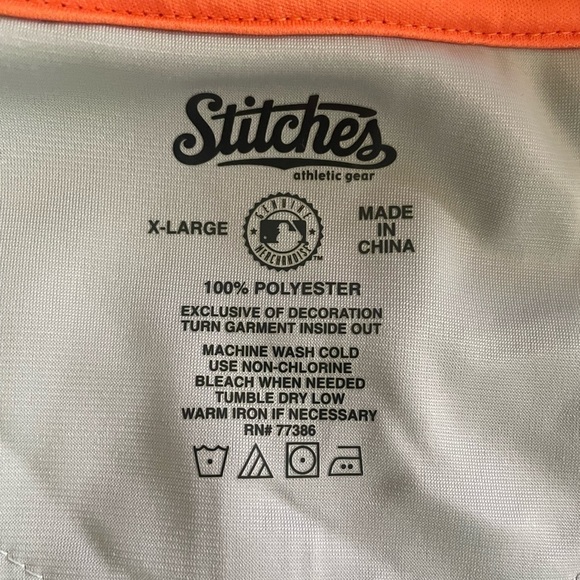 Stitches
athletic gear
X-LARGE
GENUINE
MERCHANDISE
TM
MADE
IN
CHINA
100% POLYESTER
EXCLUSIVE OF DECORATION
TURN GARMENT INSIDE OUT
MACHINE WASH COLD
USE NON-CHLORINE
BLEACH WHEN NEEDED
TUMBLE DRY LOW
WARM IRON IF NECESSARY
RN# 77386